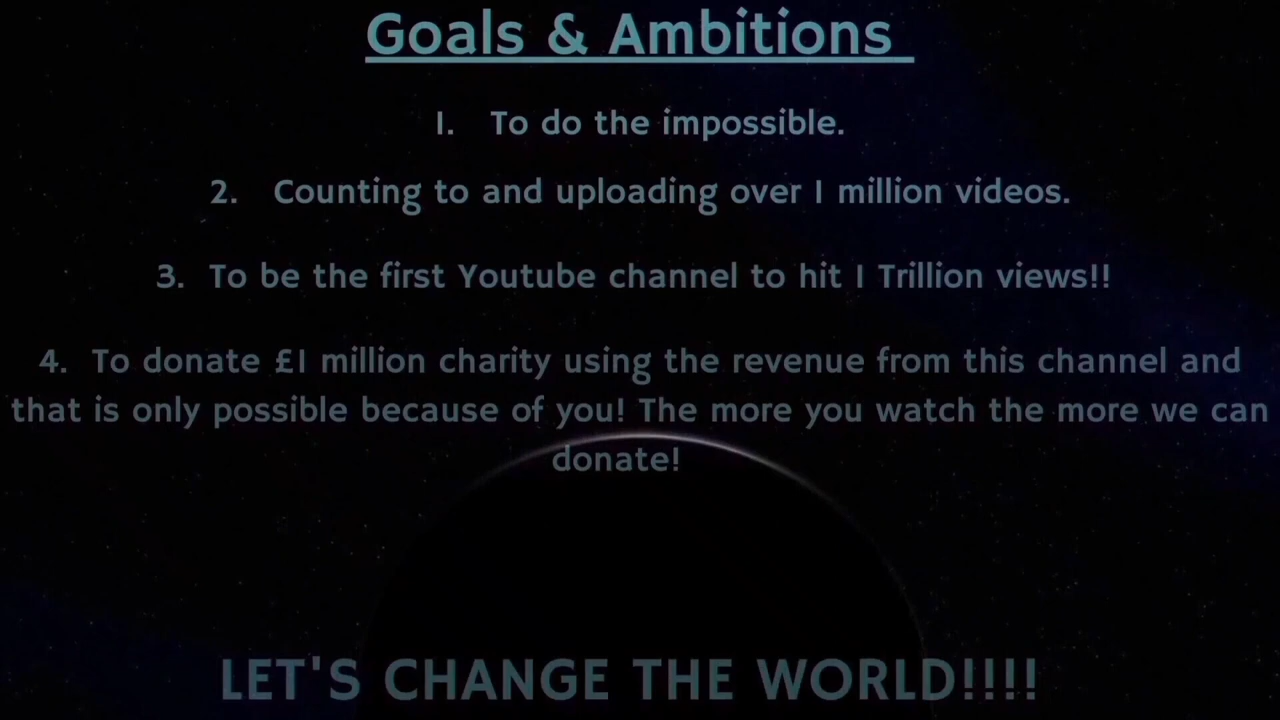 Goals & Ambitions
1. To do the impossible.
2. Counting to and uploading over 1 million videos.
3. To be the first Youtube channel to hit 1 Trillion views!!
4. To donate £1 million charity using the revenue from this channel and
that is only possible because of you! The more you watch the more we can
donate!
LET'S CHANGE THE WORLD!!!!